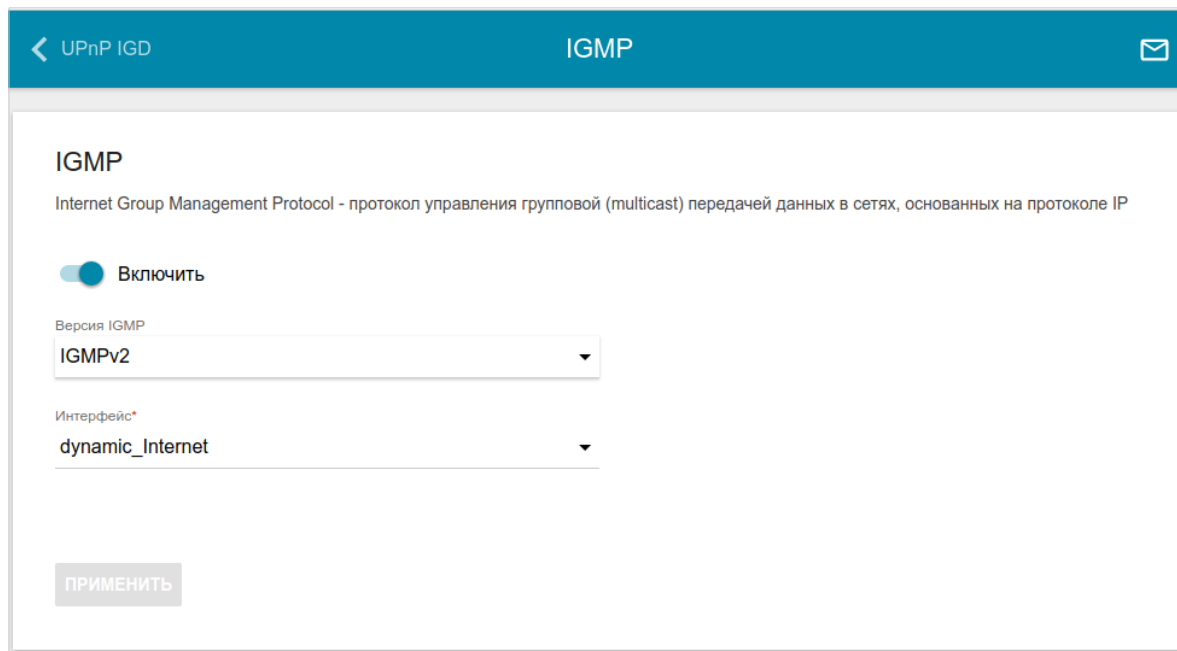 UPnP IGD
IGMP
IGMP
Internet Group Management Protocol - протокол управления групповой (multicast) передачей данных в сетях, основанных на протоколе IP
Включить
Версия IGMP
IGMPv2
Интерфейс*
dynamic_Internet
ПРИМЕНИТЬ